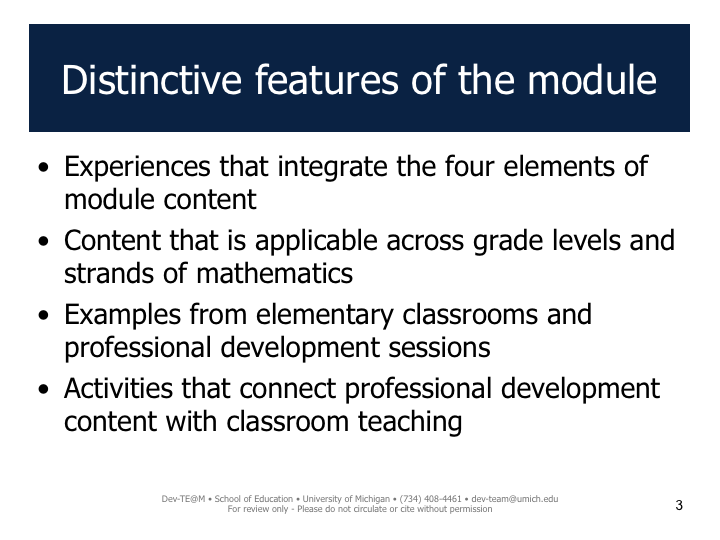 Distinctive features of the module
• Experiences that integrate the four elements of
module content
• Content that is applicable across grade levels and
strands of mathematics
• Examples from elementary classrooms and
professional development sessions
• Activities that connect professional development
content with classroom teaching
Dev-TE@M • School of Education • University of Michigan • (734) 408-4461 • dev-team@umich.edu
For review only - Please do not circulate or cite without permission
3